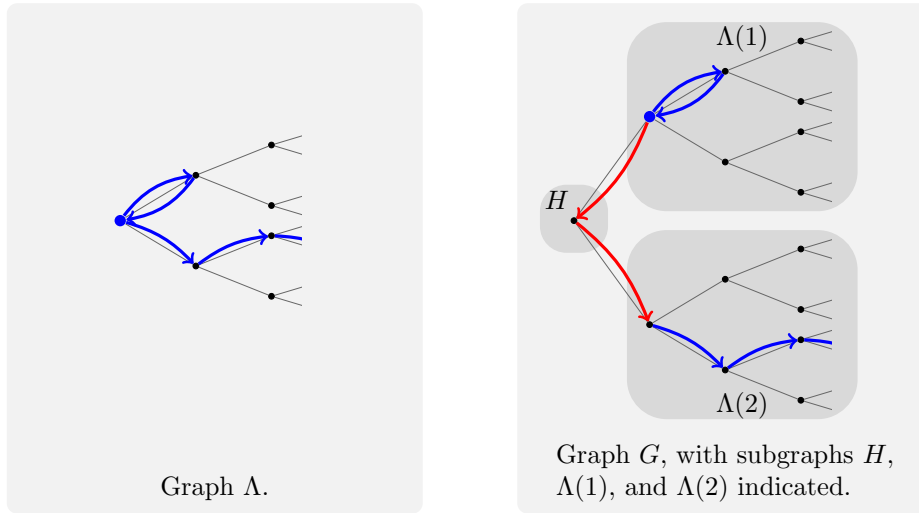 Λ(1)
H
Λ(2)
Graph Λ.
Graph G, with subgraphs H,
Λ(1), and Λ(2) indicated.